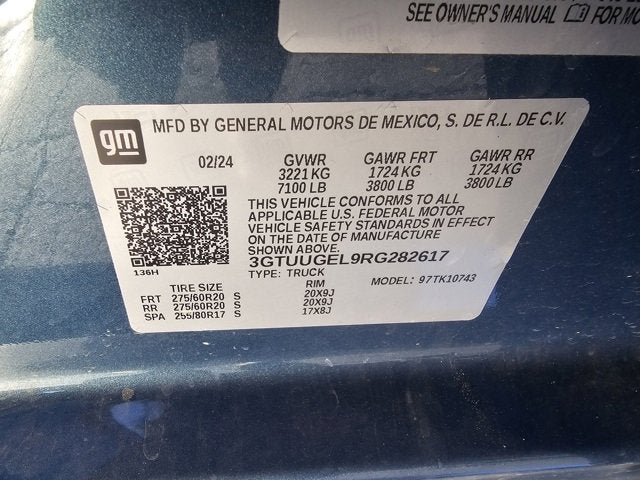 SEE OWNER'S MANUAL FOR MO
gm
MFD BY GENERAL MOTORS DE MEXICO, S. DE R.L. DE C.V.
02/24 GVWR GAWR FRT GAWR RR
3221 KG 1724 KG 1724 KG
7100 LB 3800 LB 3800 LB
THIS VEHICLE CONFORMS TO ALL
APPLICABLE U.S. FEDERAL MOTOR
VEHICLE SAFETY STANDARDS IN EFFECT
ON THE DATE OF MANUFACTURE.
3GTUUGEL9RG282617
136H TYPE: TRUCK MODEL: 97TK10743
TIRE SIZE RIM
FRT 275/60R20 S 20X9J
RR 275/60R20 S 20X9J
SPA 255/80R17 S 17X8J